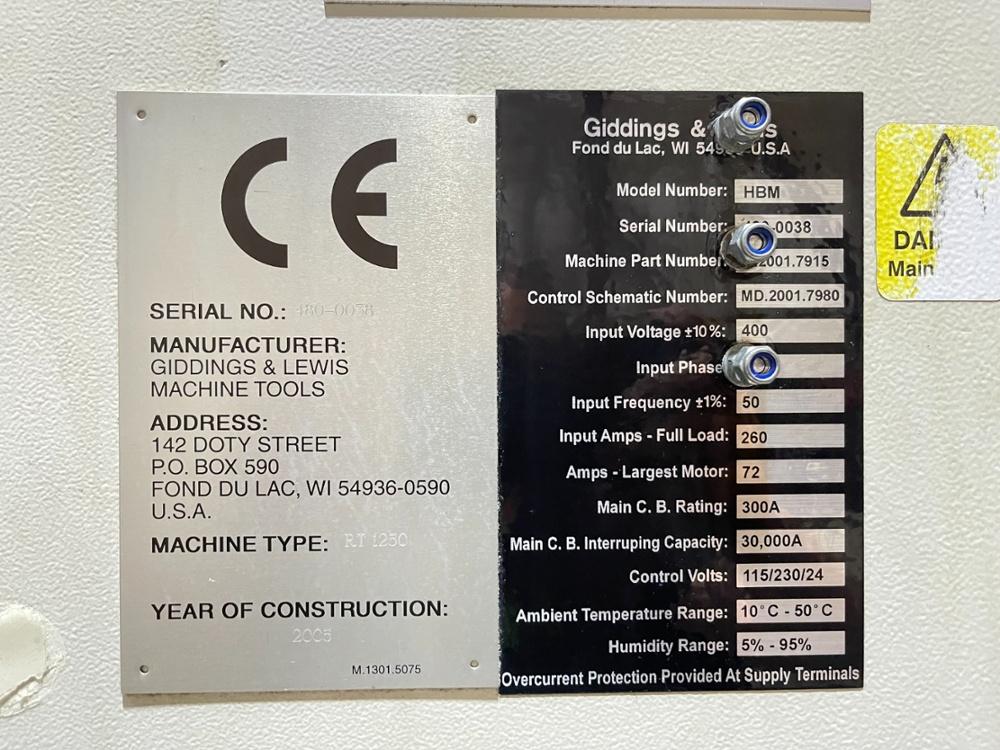 CE
SERIAL NO.: 480-0038
MANUFACTURER:
GIDDINGS & LEWIS
MACHINE TOOLS
ADDRESS:
142 DOTY STREET
P.O. BOX 590
FOND DU LAC, WI 54936-0590
U.S.A.
MACHINE TYPE: RT 1250
YEAR OF CONSTRUCTION:
2005
M.1301.5075
Giddings &
Fond du Lac, WI U.S.A
Model Number: HBM
Serial Number:
Machine Part Number:
Control Schematic Number: MD.2001.7980
Input Voltage ±10%: 400
Input Phase
Input Frequency ±1%: 50
Input Amps - Full Load: 260
Amps - Largest Motor: 72
Main C. B. Rating: 300A
Main C. B. Interruping Capacity: 30,000A
Control Volts: 115/230/24
Ambient Temperature Range: 10°C - 50°C
Humidity Range: 5% - 95%
Overcurrent Protection Provided At Supply Terminals
Main